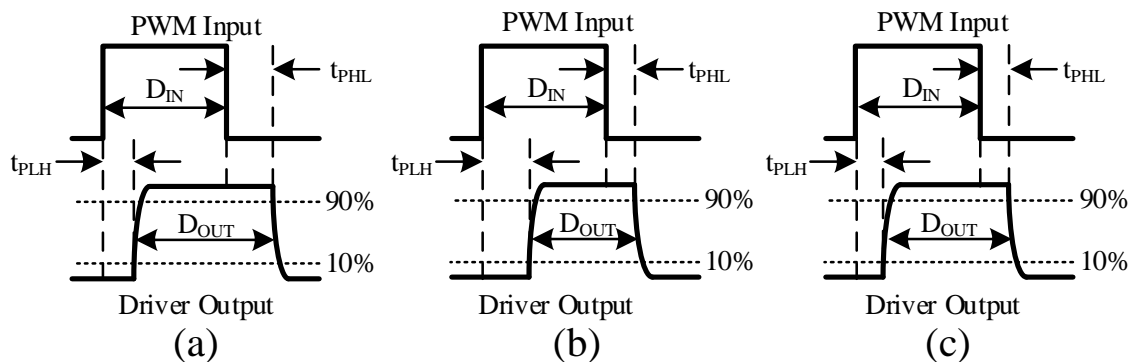 PWM Input
t_PHL
D_IN
t_PLH
90%
D_OUT
10%
Driver Output
(a)
PWM Input
t_PHL
D_IN
t_PLH
90%
D_OUT
10%
Driver Output
(b)
PWM Input
t_PHL
D_IN
t_PLH
90%
D_OUT
10%
Driver Output
(c)